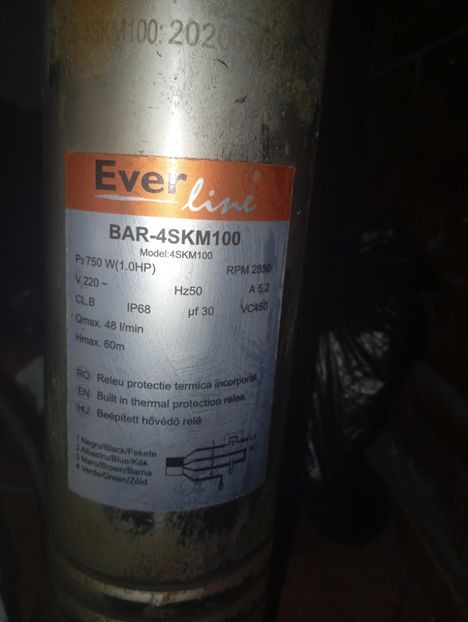 4SKM100: 2020
Ever line®
BAR-4SKM100
Model:4SKM100
P2 750 W(1.0HP) RPM 2850
V 220 ~ Hz50 A 5,2
CL.B IP68 µf 30 VC450
Qmax. 48 l/min
Hmax. 60m
RO Releu protectie termica incorporat
EN Built in thermal protection relee
HU Beépített hővédő relé
1 Negru/Black/Fekete
2 Albastru/Blue/Kék
3 Maro/Brown/Barna
4 Verde/Green/Zöld